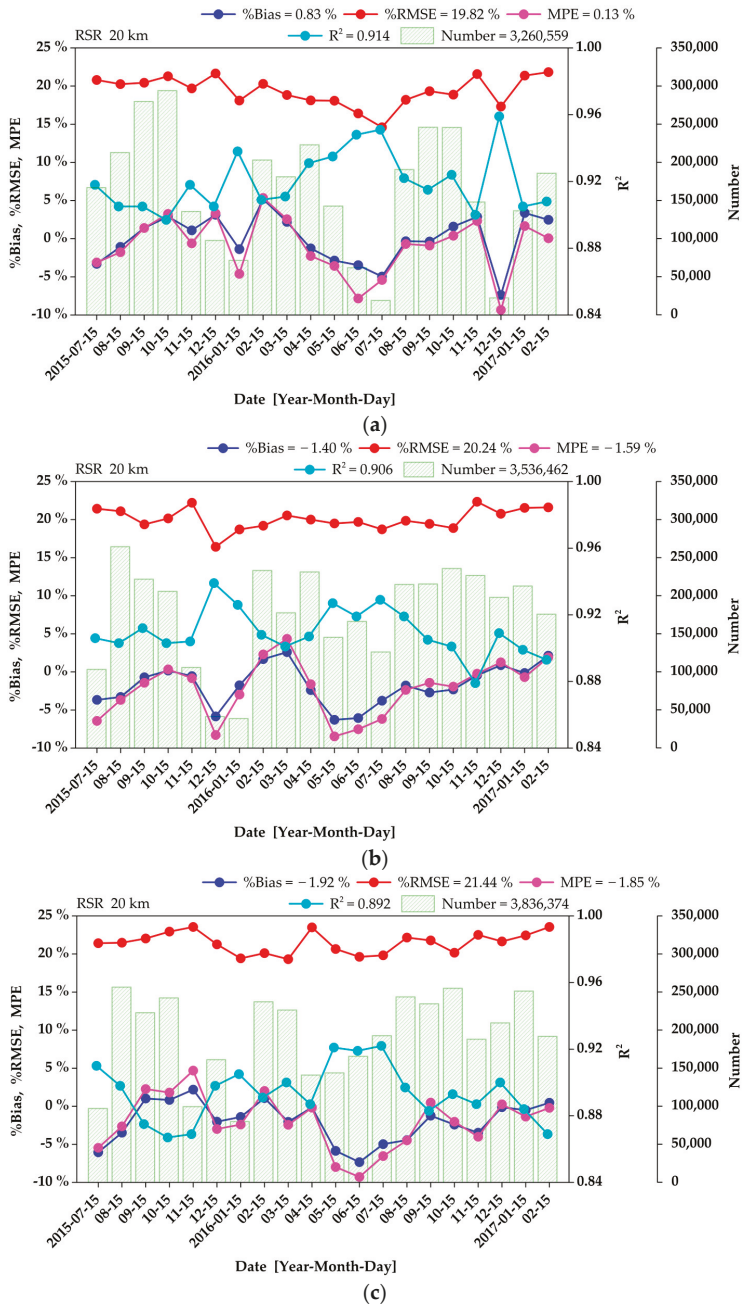 %Bias = 0.83 % %RMSE = 19.82 % MPE = 0.13 %
RSR 20 km R² = 0.914 Number = 3,260,559
25 % 1.00 350,000
20 % 300,000
0.96
15 % 250,000
10 % 200,000
0.92
5 % 150,000
0 % 100,000
0.88
-5 % 50,000
-10 % 0.84 0
%Bias, %RMSE, MPE
R²
Number
2015-07-15 08-15 09-15 10-15 11-15 12-15 2016-01-15 02-15 03-15 04-15 05-15 06-15 07-15 08-15 09-15 10-15 11-15 12-15 2017-01-15 02-15
Date [Year-Month-Day]
(a)
%Bias = −1.40 % %RMSE = 20.24 % MPE = −1.59 %
RSR 20 km R² = 0.906 Number = 3,536,462
25 % 1.00 350,000
20 % 300,000
0.96
15 % 250,000
10 % 200,000
0.92
5 % 150,000
0 % 100,000
0.88
-5 % 50,000
-10 % 0.84 0
%Bias, %RMSE, MPE
R²
Number
2015-07-15 08-15 09-15 10-15 11-15 12-15 2016-01-15 02-15 03-15 04-15 05-15 06-15 07-15 08-15 09-15 10-15 11-15 12-15 2017-01-15 02-15
Date [Year-Month-Day]
(b)
%Bias = −1.92 % %RMSE = 21.44 % MPE = −1.85 %
RSR 20 km R² = 0.892 Number = 3,836,374
25 % 1.00 350,000
20 % 300,000
0.96
15 % 250,000
10 % 200,000
0.92
5 % 150,000
0 % 100,000
0.88
-5 % 50,000
-10 % 0.84 0
%Bias, %RMSE, MPE
R²
Number
2015-07-15 08-15 09-15 10-15 11-15 12-15 2016-01-15 02-15 03-15 04-15 05-15 06-15 07-15 08-15 09-15 10-15 11-15 12-15 2017-01-15 02-15
Date [Year-Month-Day]
(c)